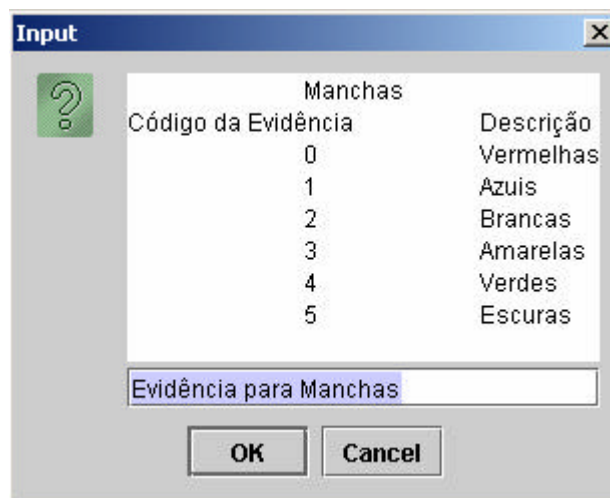 Input
Manchas
Código da Evidência Descrição
0 Vermelhas
1 Azuis
2 Brancas
3 Amarelas
4 Verdes
5 Escuras
Evidência para Manchas
OK Cancel